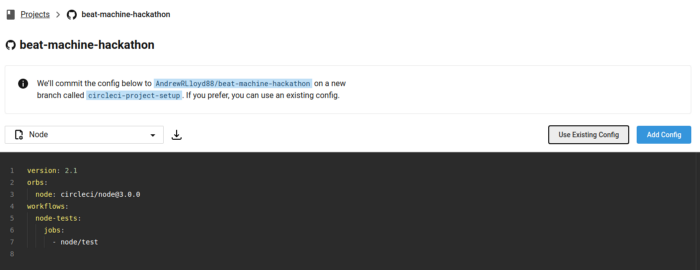 Projects > beat-machine-hackathon
beat-machine-hackathon
We'll commit the config below to AndrewRLloyd88/beat-machine-hackathon on a new
branch called circleci-project-setup. If you prefer, you can use an existing config.
Node
Use Existing Config
Add Config
1 version: 2.1
2 orbs:
3 node: circleci/node@3.0.0
4 workflows:
5 node-tests:
6 jobs:
7 - node/test
8